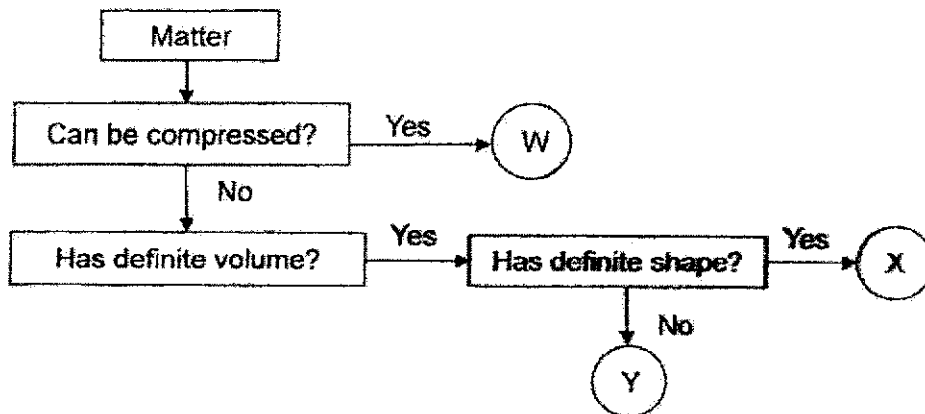 Matter
Can be compressed?
Yes
W
No
Has definite volume?
Yes
Has definite shape?
Yes
X
No
Y